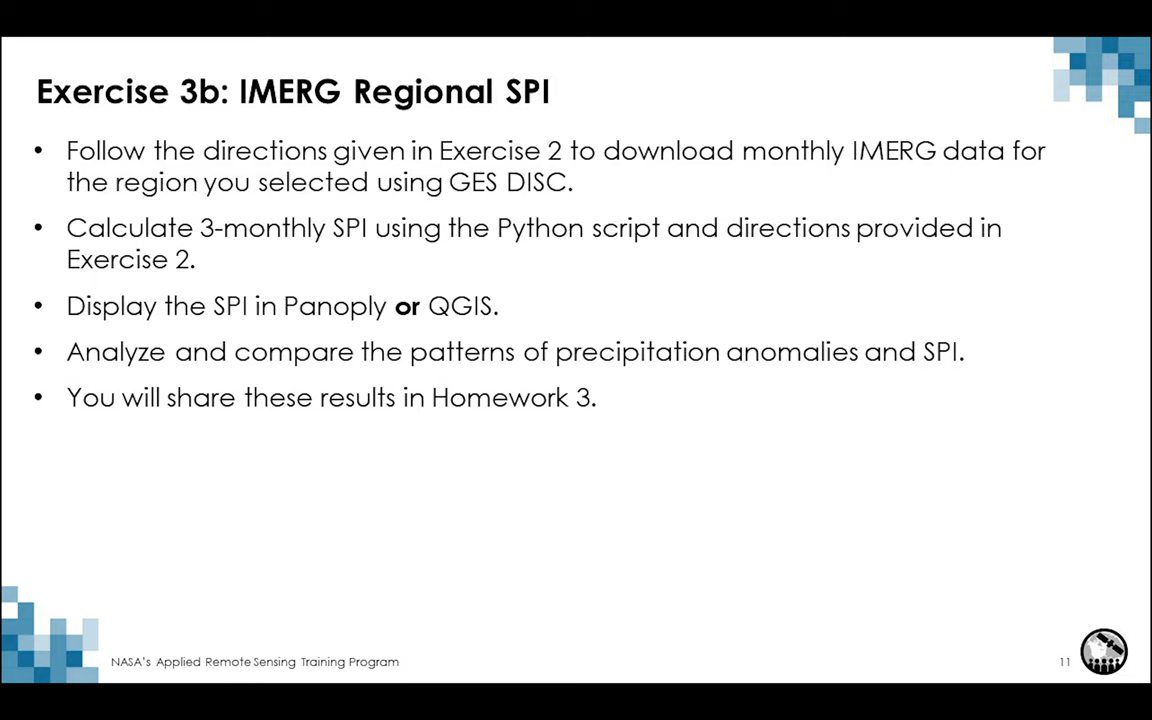 Exercise 3b: IMERG Regional SPI
• Follow the directions given in Exercise 2 to download monthly IMERG data for
the region you selected using GES DISC.
• Calculate 3-monthly SPI using the Python script and directions provided in
Exercise 2.
• Display the SPI in Panoply or QGIS.
• Analyze and compare the patterns of precipitation anomalies and SPI.
• You will share these results in Homework 3.
NASA's Applied Remote Sensing Training Program
11